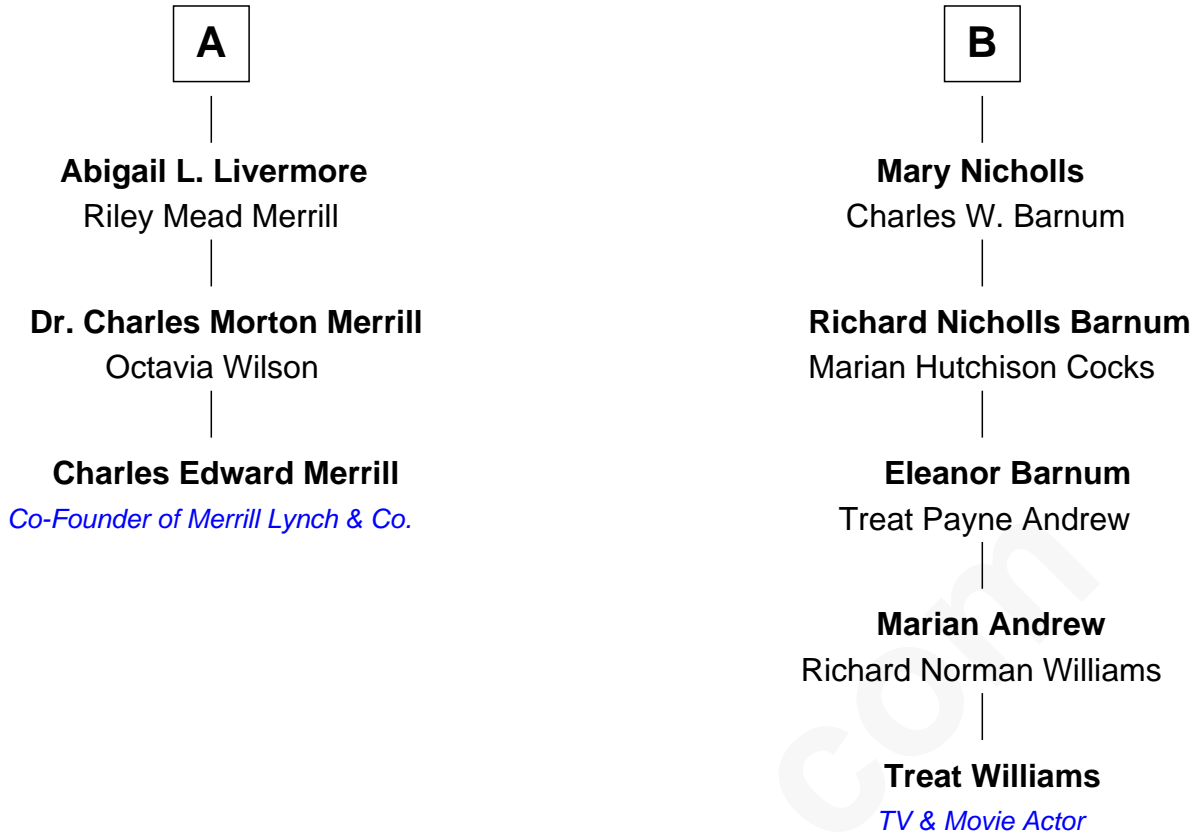 A
Abigail L. Livermore
Riley Mead Merrill
Dr. Charles Morton Merrill
Octavia Wilson
Charles Edward Merrill
Co-Founder of Merrill Lynch & Co.
B
Mary Nicholls
Charles W. Barnum
Richard Nicholls Barnum
Marian Hutchison Cocks
Eleanor Barnum
Treat Payne Andrew
Marian Andrew
Richard Norman Williams
Treat Williams
TV & Movie Actor
com